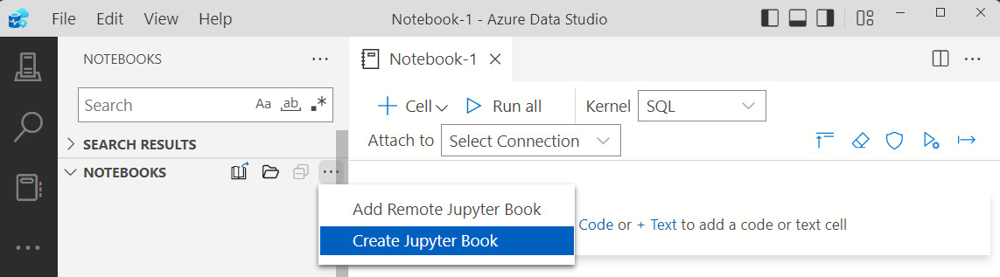 File Edit View Help Notebook-1 - Azure Data Studio
NOTEBOOKS
Notebook-1
Search Aa ab
Cell Run all Kernel SQL
Attach to Select Connection
SEARCH RESULTS
NOTEBOOKS
Add Remote Jupyter Book
Create Jupyter Book
Code or + Text to add a code or text cell